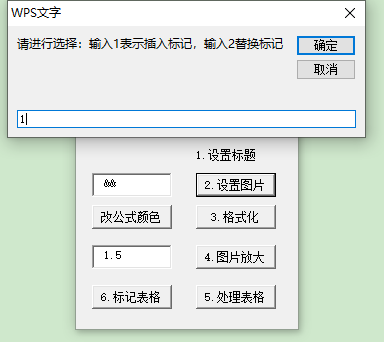 WPS文字
请进行选择：输入1表示插入标记，输入2替换标记
确定
取消
1
1.设置标题
&&
2.设置图片
改公式颜色
3.格式化
1.5
4.图片放大
6.标记表格
5.处理表格